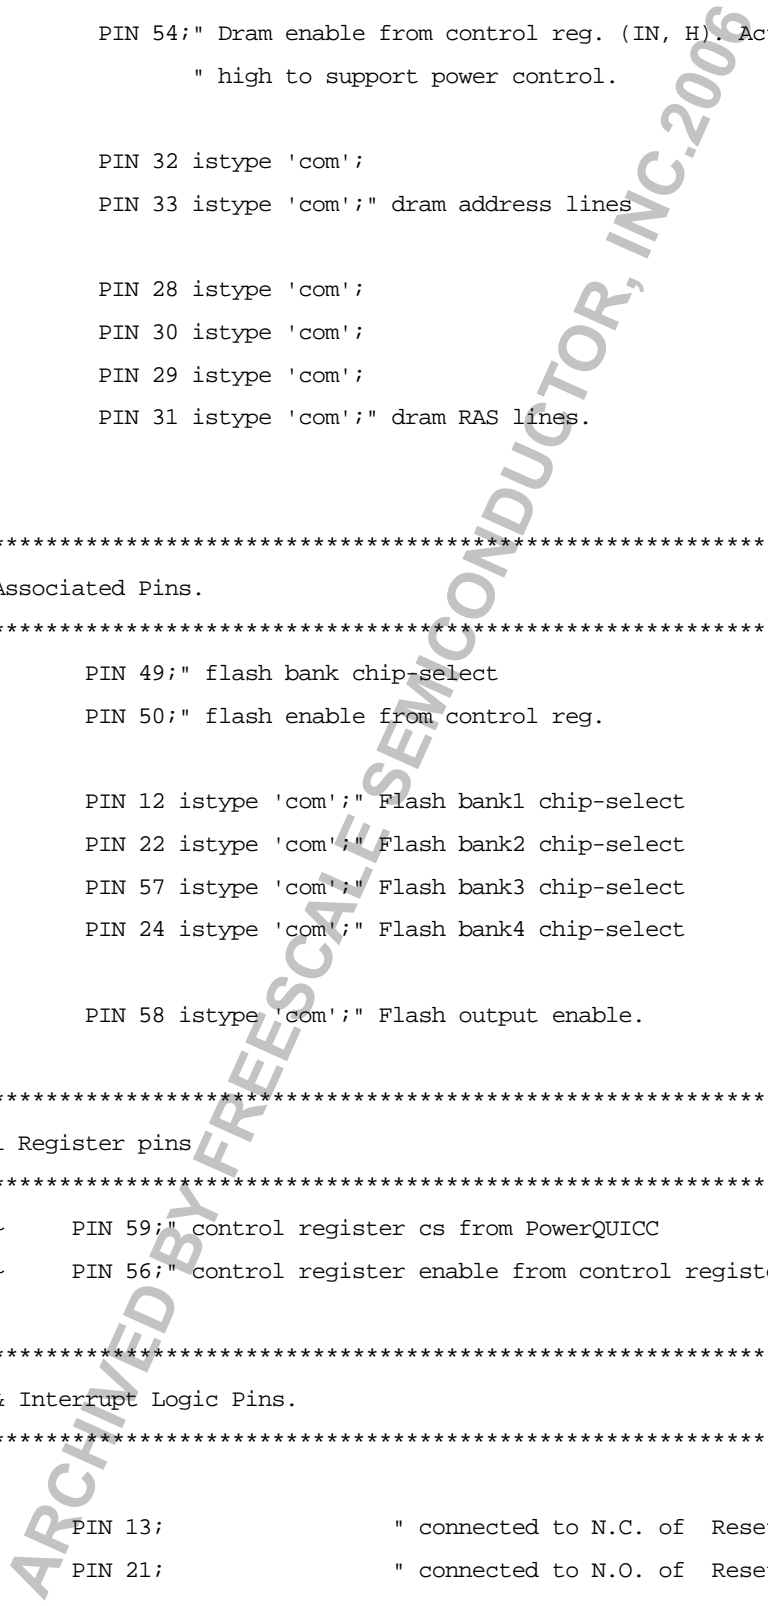 PIN 54;" Dram enable from control reg. (IN, H). Ac
" high to support power control.
PIN 32 istype 'com';
PIN 33 istype 'com';" dram address lines
PIN 28 istype 'com';
PIN 30 istype 'com';
PIN 29 istype 'com';
PIN 31 istype 'com';" dram RAS lines.
**********************************************************
Associated Pins.
**********************************************************
PIN 49;" flash bank chip-select
PIN 50;" flash enable from control reg.
PIN 12 istype 'com';" Flash bank1 chip-select
PIN 22 istype 'com';" Flash bank2 chip-select
PIN 57 istype 'com';" Flash bank3 chip-select
PIN 24 istype 'com';" Flash bank4 chip-select
PIN 58 istype 'com';" Flash output enable.
**********************************************************
l Register pins
**********************************************************
~ PIN 59;" control register cs from PowerQUICC
~ PIN 56;" control register enable from control registe
**********************************************************
& Interrupt Logic Pins.
**********************************************************
PIN 13; " connected to N.C. of Rese
PIN 21; " connected to N.O. of Rese
ARCHIVED BY FREESCALE SEMICONDUCTOR, INC.2006